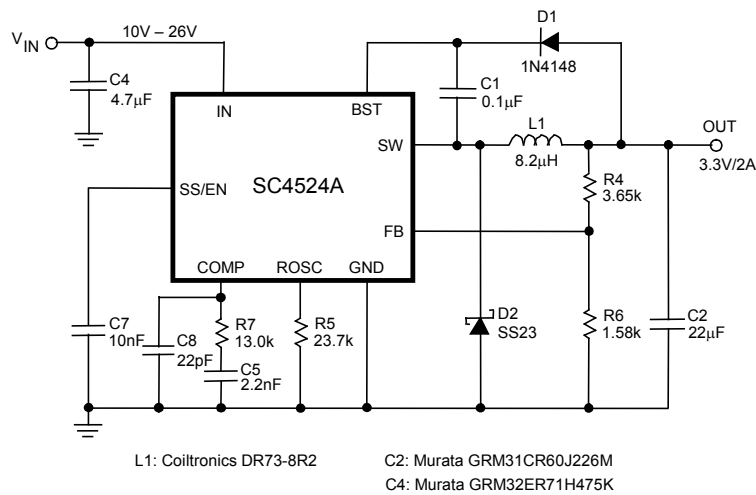 V IN
10V – 26V
D1
1N4148
C4
4.7µF
C1
0.1µF
IN
BST
L1
8.2µH
OUT
3.3V/2A
SW
SS/EN
SC4524A
R4
3.65k
FB
COMP
ROSC
GND
C7
10nF
C8
22pF
R7
13.0k
R5
23.7k
C5
2.2nF
D2
SS23
R6
1.58k
C2
22µF
L1: Coiltronics DR73-8R2
C2: Murata GRM31CR60J226M
C4: Murata GRM32ER71H475K